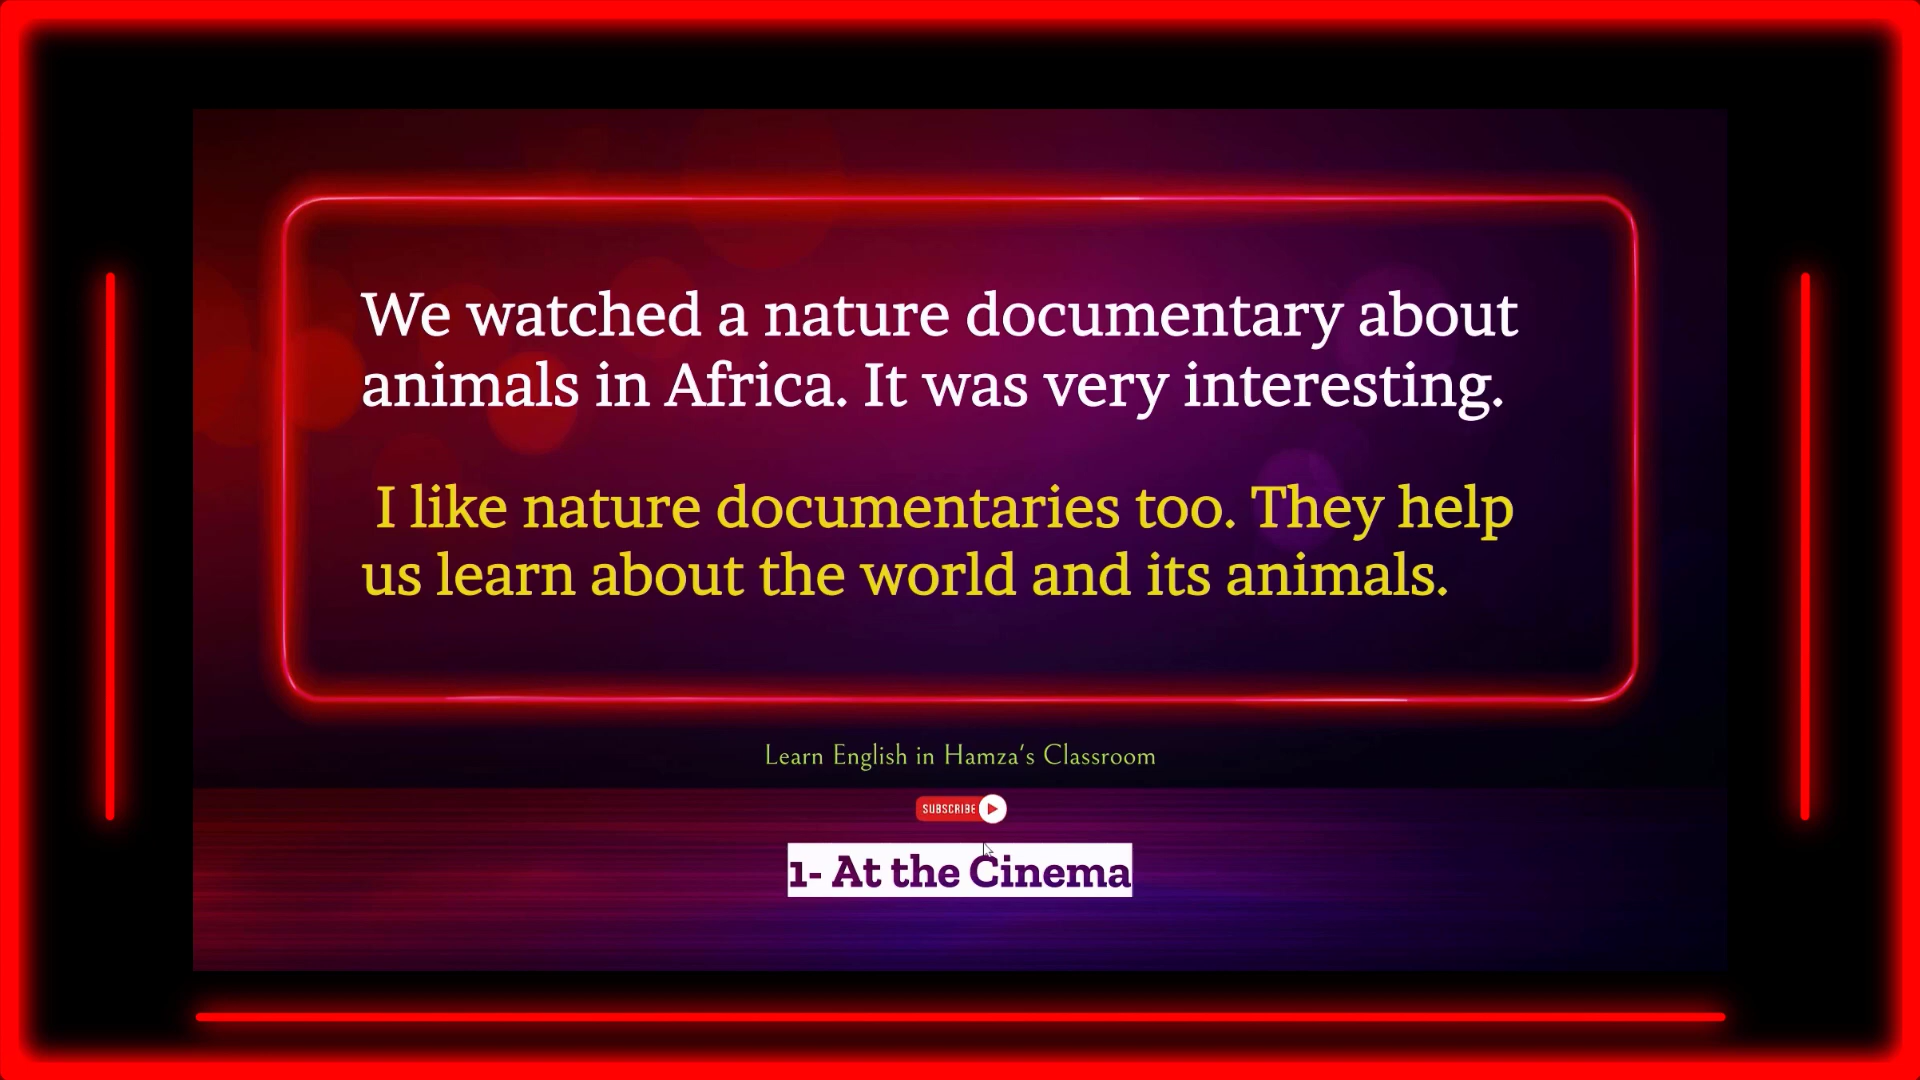 We watched a nature documentary about
animals in Africa. It was very interesting.
I like nature documentaries too. They help
us learn about the world and its animals.
Learn English in Hamza's Classroom
SUBSCRIBE
1- At the Cinema